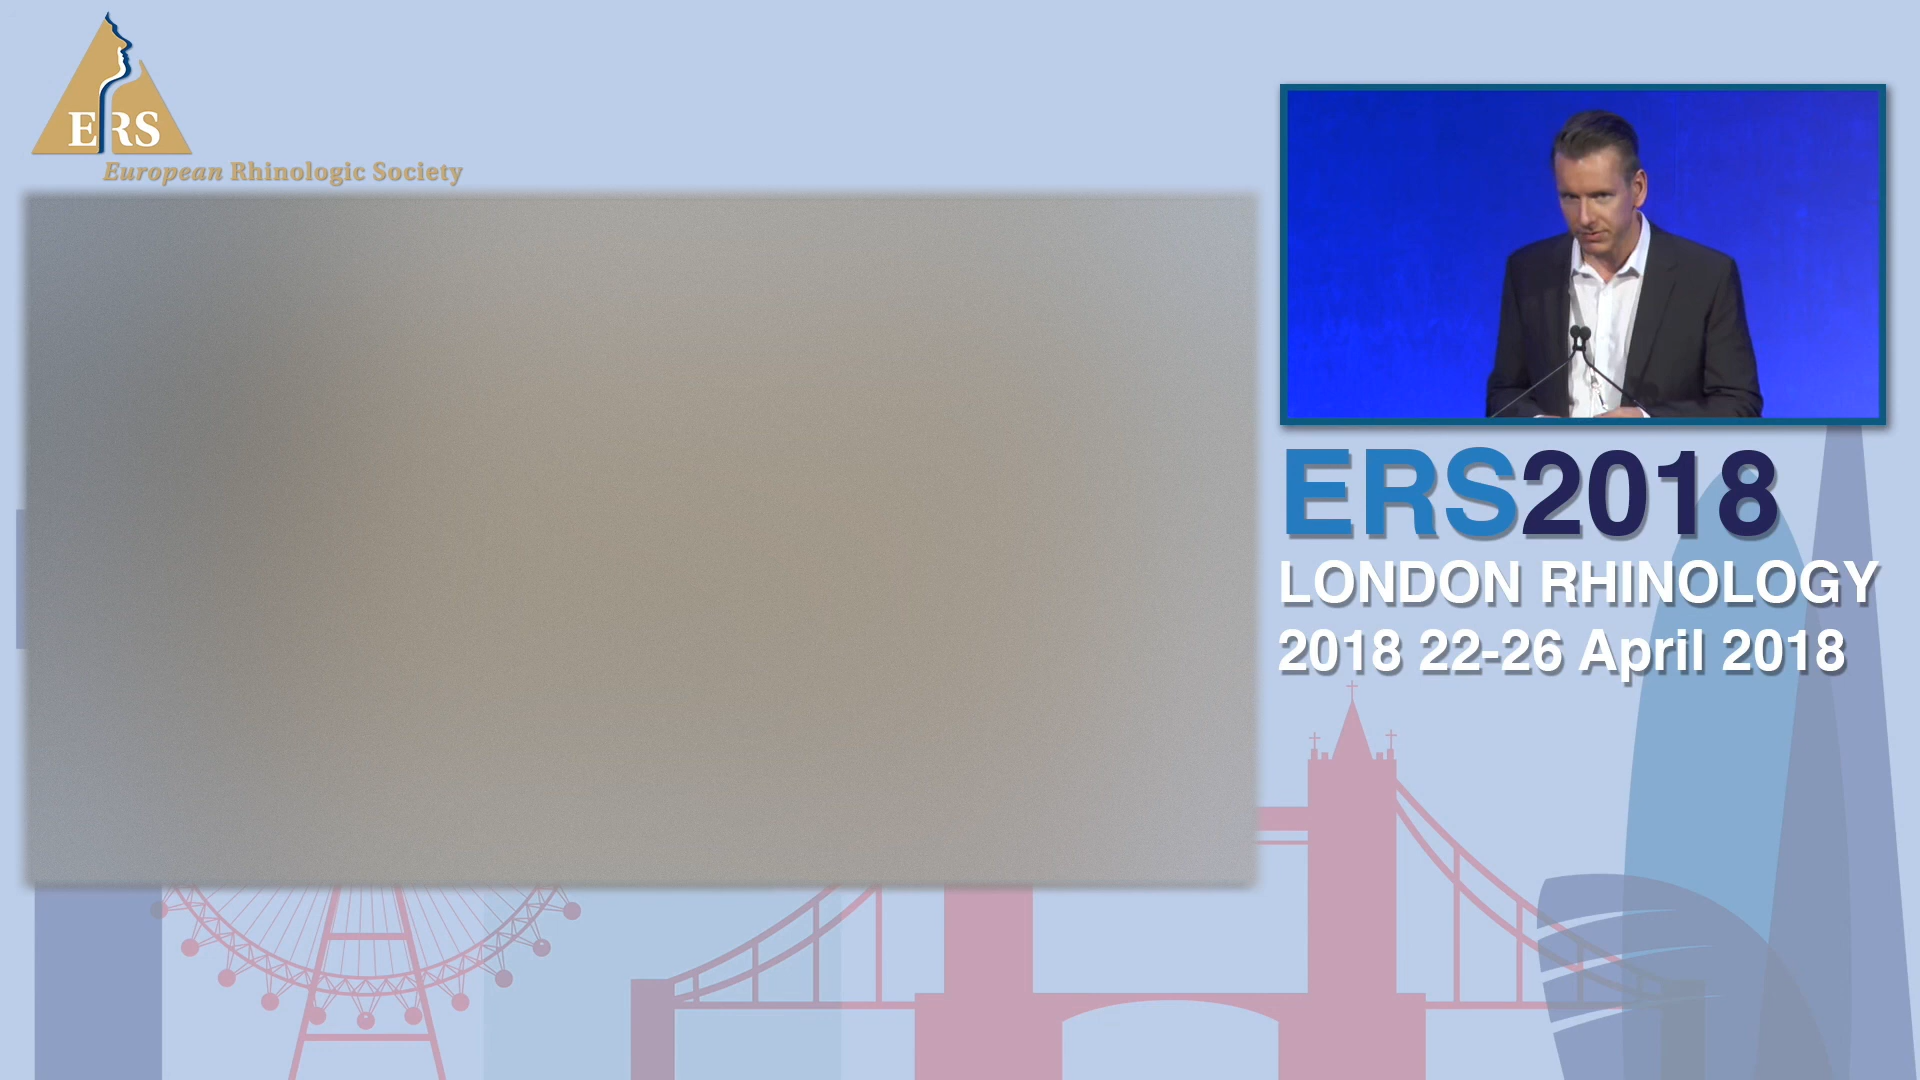 ERS
European Rhinologic Society
ERS2018
LONDON RHINOLOGY
2018 22-26 April 2018